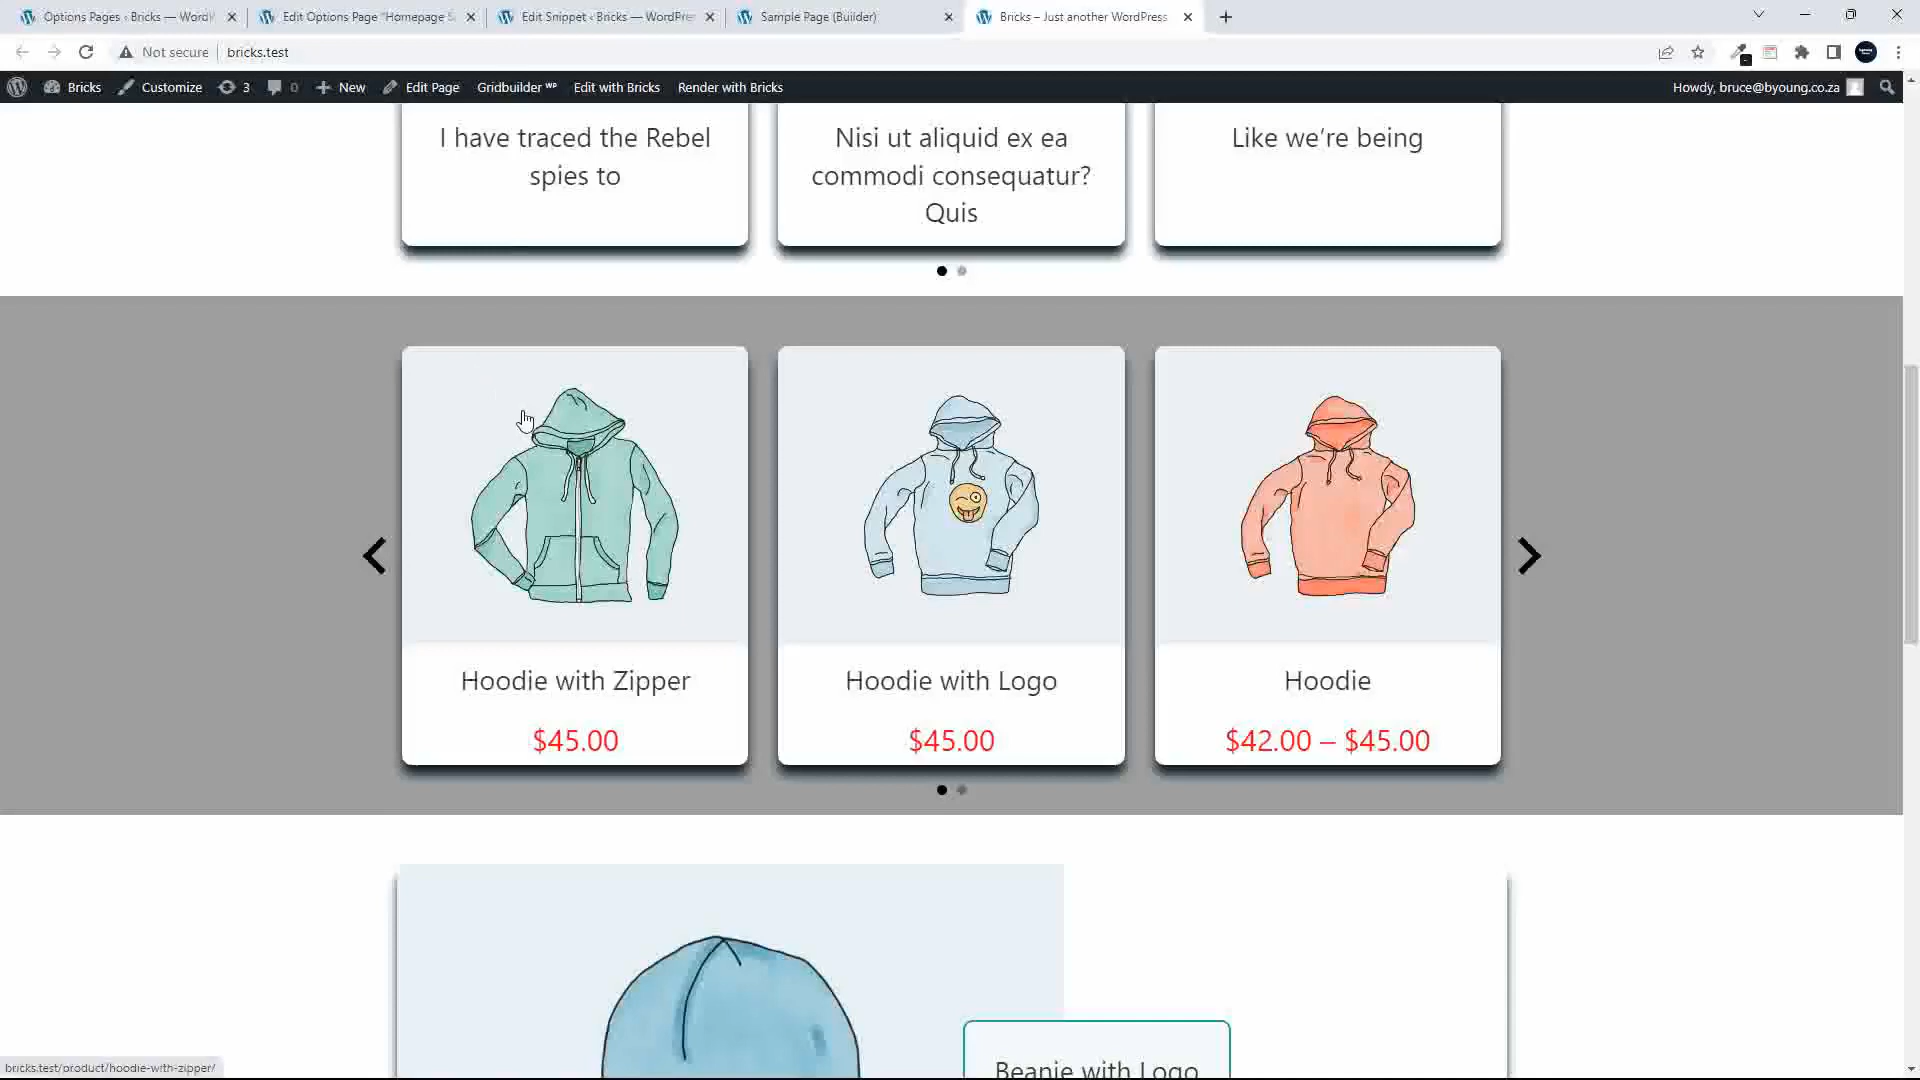 Options Pages ‹ Bricks — WordP
Edit Options Page "Homepage S
Edit Snippet ‹ Bricks — WordPre
Sample Page (Builder)
Bricks – Just another WordPress
Not secure
bricks.test
Bricks
Customize
3
0
New
Edit Page
Gridbuilder WP
Edit with Bricks
Render with Bricks
Howdy, bruce@byoung.co.za
I have traced the Rebel
spies to
Nisi ut aliquid ex ea
commodi consequatur?
Quis
Like we're being
Hoodie with Zipper
$45.00
Hoodie with Logo
$45.00
Hoodie
$42.00 – $45.00
Beanie with Logo
bricks.test/product/hoodie-with-zipper/